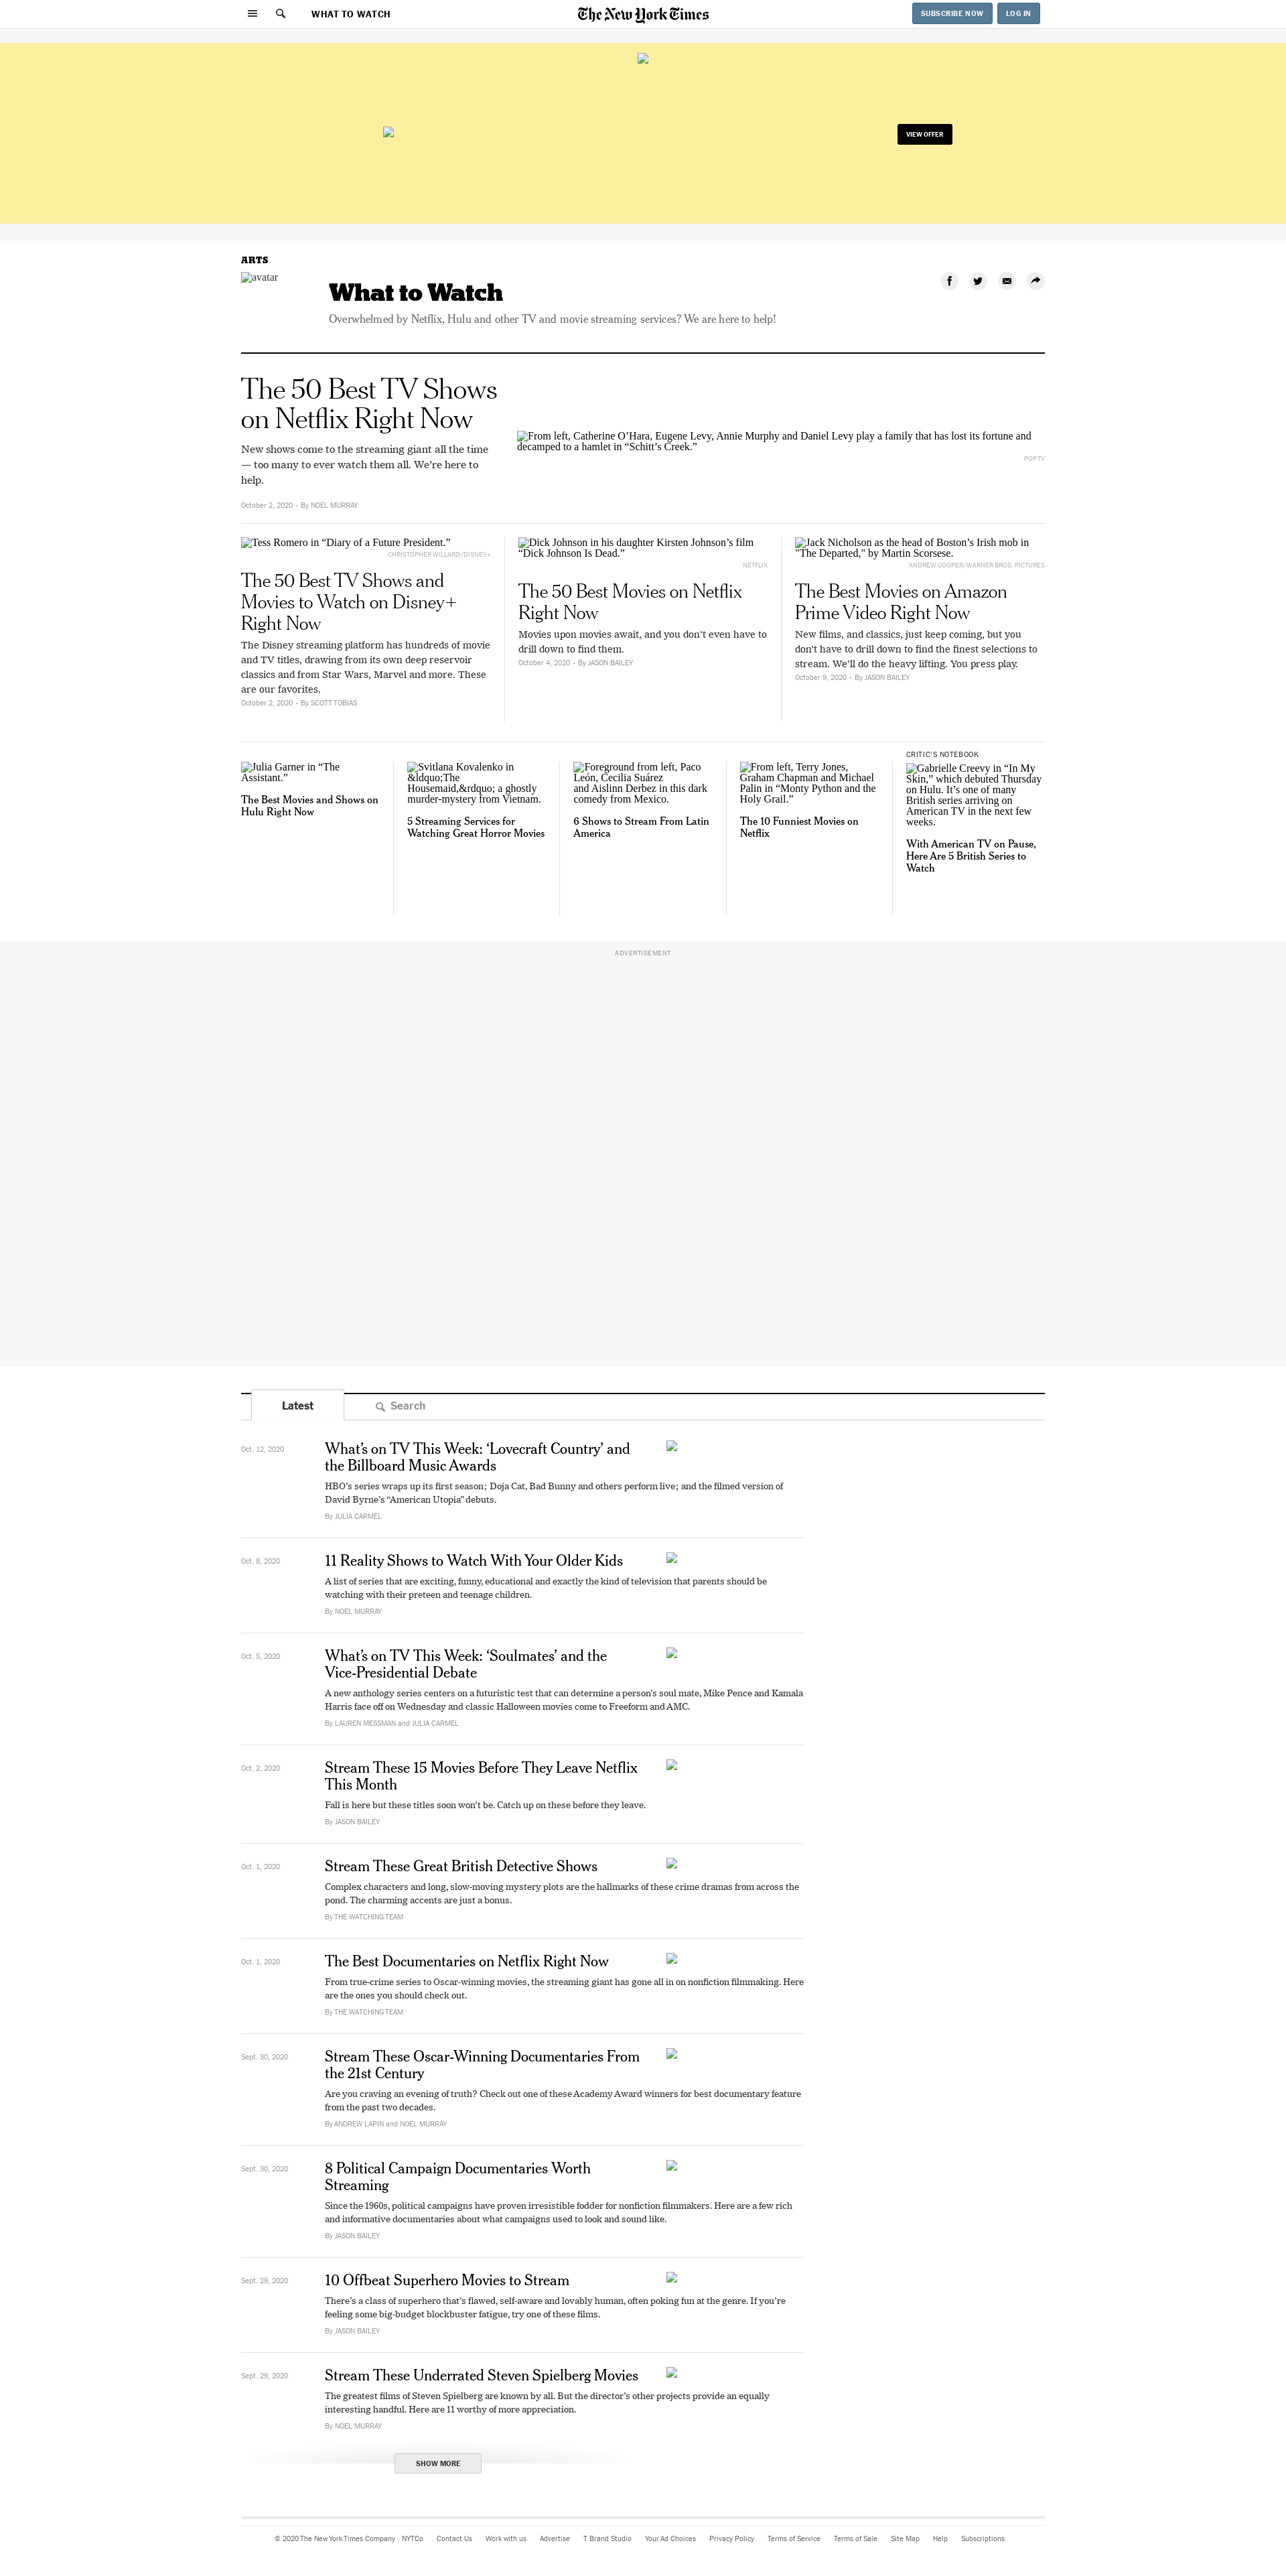 WHAT TO WATCH
The New York Times
SUBSCRIBE NOW
LOG IN
VIEW OFFER
ARTS
avatar
What to Watch
Overwhelmed by Netflix, Hulu and other TV and movie streaming services? We are here to help!
The 50 Best TV Shows
on Netflix Right Now
New shows come to the streaming giant all the time
— too many to ever watch them all. We’re here to
help.
October 2, 2020 • By NOEL MURRAY
From left, Catherine O’Hara, Eugene Levy, Annie Murphy and Daniel Levy play a family that has lost its fortune and
decamped to a hamlet in “Schitt’s Creek.”
POP TV
Tess Romero in “Diary of a Future President.”
CHRISTOPHER WILLARD/DISNEY+
The 50 Best TV Shows and
Movies to Watch on Disney+
Right Now
The Disney streaming platform has hundreds of movie
and TV titles, drawing from its own deep reservoir
classics and from Star Wars, Marvel and more. These
are our favorites.
October 2, 2020 • By SCOTT TOBIAS
Dick Johnson in his daughter Kirsten Johnson’s film
“Dick Johnson Is Dead.”
NETFLIX
The 50 Best Movies on Netflix
Right Now
Movies upon movies await, and you don’t even have to
drill down to find them.
October 4, 2020 • By JASON BAILEY
Jack Nicholson as the head of Boston’s Irish mob in
"The Departed," by Martin Scorsese.
ANDREW COOPER/WARNER BROS. PICTURES
The Best Movies on Amazon
Prime Video Right Now
New films, and classics, just keep coming, but you
don’t have to drill down to find the finest selections to
stream. We’ll do the heavy lifting. You press play.
October 9, 2020 • By JASON BAILEY
Julia Garner in “The
Assistant.”
The Best Movies and Shows on
Hulu Right Now
Svitlana Kovalenko in
&ldquo;The
Housemaid,&rdquo; a ghostly
murder-mystery from Vietnam.
5 Streaming Services for
Watching Great Horror Movies
Foreground from left, Paco
León, Cecilia Suárez
and Aislinn Derbez in this dark
comedy from Mexico.
6 Shows to Stream From Latin
America
From left, Terry Jones,
Graham Chapman and Michael
Palin in “Monty Python and the
Holy Grail.”
The 10 Funniest Movies on
Netflix
CRITIC’S NOTEBOOK
Gabrielle Creevy in “In My
Skin,” which debuted Thursday
on Hulu. It’s one of many
British series arriving on
American TV in the next few
weeks.
With American TV on Pause,
Here Are 5 British Series to
Watch
ADVERTISEMENT
Latest
Search
Oct. 12, 2020
What’s on TV This Week: ‘Lovecraft Country’ and
the Billboard Music Awards
HBO’s series wraps up its first season; Doja Cat, Bad Bunny and others perform live; and the filmed version of
David Byrne’s “American Utopia” debuts.
By JULIA CARMEL
Oct. 8, 2020
11 Reality Shows to Watch With Your Older Kids
A list of series that are exciting, funny, educational and exactly the kind of television that parents should be
watching with their preteen and teenage children.
By NOEL MURRAY
Oct. 5, 2020
What’s on TV This Week: ‘Soulmates’ and the
Vice-Presidential Debate
A new anthology series centers on a futuristic test that can determine a person’s soul mate, Mike Pence and Kamala
Harris face off on Wednesday and classic Halloween movies come to Freeform and AMC.
By LAUREN MESSMAN and JULIA CARMEL
Oct. 2, 2020
Stream These 15 Movies Before They Leave Netflix
This Month
Fall is here but these titles soon won’t be. Catch up on these before they leave.
By JASON BAILEY
Oct. 1, 2020
Stream These Great British Detective Shows
Complex characters and long, slow-moving mystery plots are the hallmarks of these crime dramas from across the
pond. The charming accents are just a bonus.
By THE WATCHING TEAM
Oct. 1, 2020
The Best Documentaries on Netflix Right Now
From true-crime series to Oscar-winning movies, the streaming giant has gone all in on nonfiction filmmaking. Here
are the ones you should check out.
By THE WATCHING TEAM
Sept. 30, 2020
Stream These Oscar-Winning Documentaries From
the 21st Century
Are you craving an evening of truth? Check out one of these Academy Award winners for best documentary feature
from the past two decades.
By ANDREW LAPIN and NOEL MURRAY
Sept. 30, 2020
8 Political Campaign Documentaries Worth
Streaming
Since the 1960s, political campaigns have proven irresistible fodder for nonfiction filmmakers. Here are a few rich
and informative documentaries about what campaigns used to look and sound like.
By JASON BAILEY
Sept. 29, 2020
10 Offbeat Superhero Movies to Stream
There’s a class of superhero that’s flawed, self-aware and lovably human, often poking fun at the genre. If you’re
feeling some big-budget blockbuster fatigue, try one of these films.
By JASON BAILEY
Sept. 29, 2020
Stream These Underrated Steven Spielberg Movies
The greatest films of Steven Spielberg are known by all. But the director’s other projects provide an equally
interesting handful. Here are 11 worthy of more appreciation.
By NOEL MURRAY
SHOW MORE
© 2020 The New York Times Company NYTCo Contact Us Work with us Advertise T Brand Studio Your Ad Choices Privacy Policy Terms of Service Terms of Sale Site Map Help Subscriptions